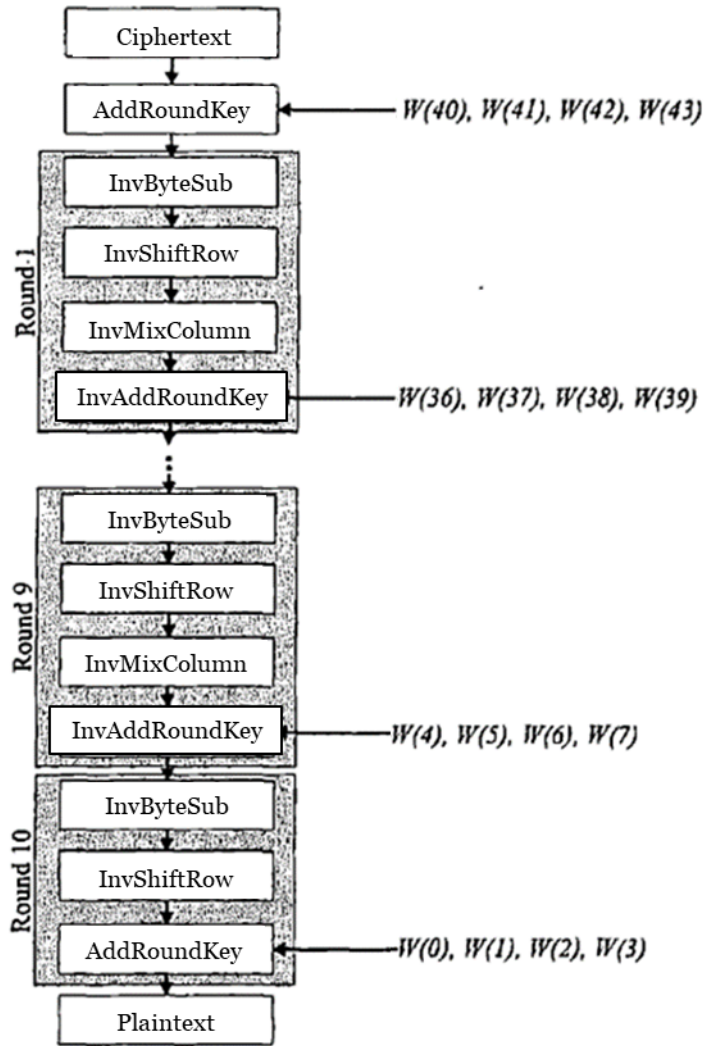 Ciphertext
AddRoundKey
W(40), W(41), W(42), W(43)
Round 1
InvByteSub
InvShiftRow
InvMixColumn
InvAddRoundKey
W(36), W(37), W(38), W(39)
...
Round 9
InvByteSub
InvShiftRow
InvMixColumn
InvAddRoundKey
W(4), W(5), W(6), W(7)
Round 10
InvByteSub
InvShiftRow
AddRoundKey
W(0), W(1), W(2), W(3)
Plaintext